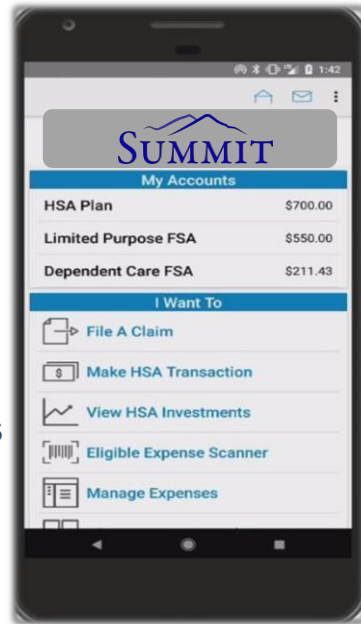 1:42
SUMMIT
My Accounts
HSA Plan $700.00
Limited Purpose FSA $550.00
Dependent Care FSA $211.43
I Want To
File A Claim
$ Make HSA Transaction
View HSA Investments
s
Eligible Expense Scanner
Manage Expenses